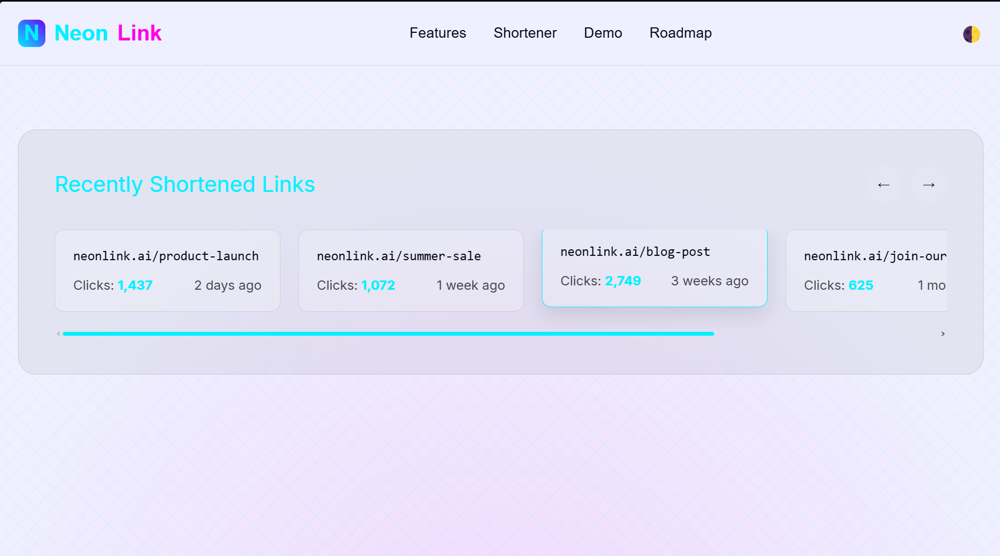 N Neon Link
Features Shortener Demo Roadmap
Recently Shortened Links
← →
neonlink.ai/product-launch
Clicks: 1,437 2 days ago
neonlink.ai/summer-sale
Clicks: 1,072 1 week ago
neonlink.ai/blog-post
Clicks: 2,749 3 weeks ago
neonlink.ai/join-our
Clicks: 625 1 mo